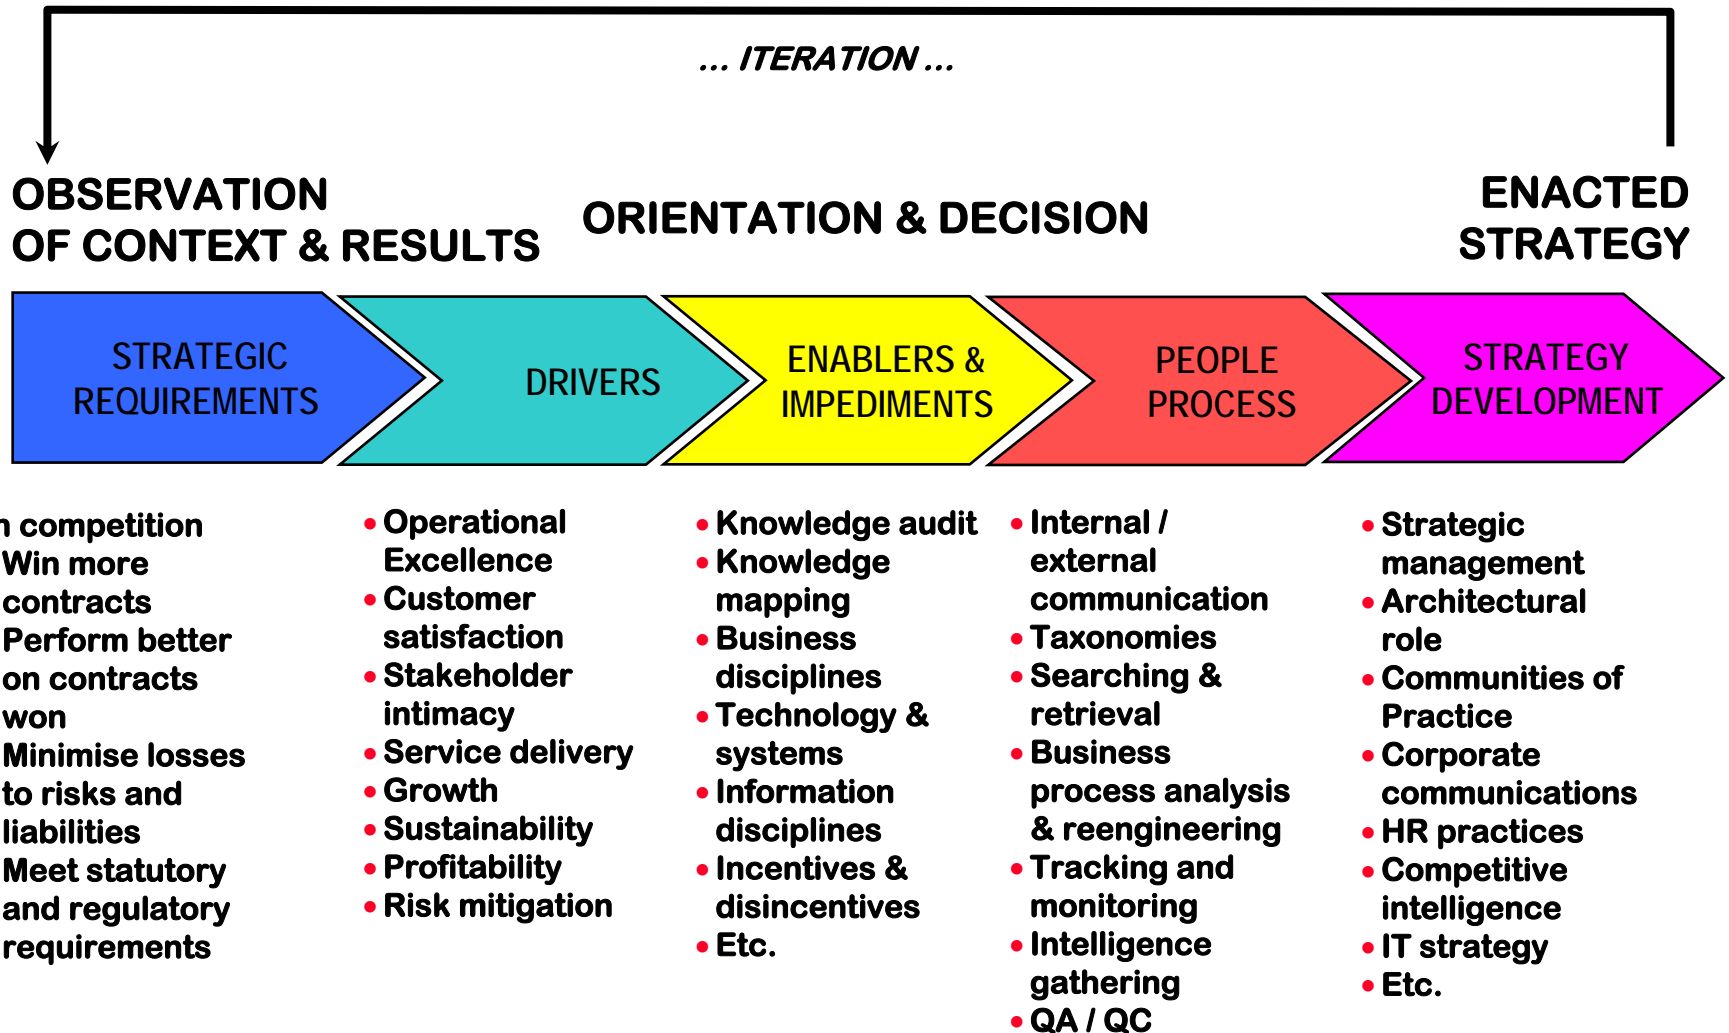 ... ITERATION ...
OBSERVATION
OF CONTEXT & RESULTS
ORIENTATION & DECISION
ENACTED
STRATEGY
STRATEGIC
REQUIREMENTS
DRIVERS
ENABLERS &
IMPEDIMENTS
PEOPLE
PROCESS
STRATEGY
DEVELOPMENT
competition
Win more
contracts
Perform better
on contracts
won
Minimise losses
to risks and
liabilities
Meet statutory
and regulatory
requirements
• Operational
Excellence
• Customer
satisfaction
• Stakeholder
intimacy
• Service delivery
• Growth
• Sustainability
• Profitability
• Risk mitigation
• Knowledge audit
• Knowledge
mapping
• Business
disciplines
• Technology &
systems
• Information
disciplines
• Incentives &
disincentives
• Etc.
• Internal /
external
communication
• Taxonomies
• Searching &
retrieval
• Business
process analysis
& reengineering
• Tracking and
monitoring
• Intelligence
gathering
• QA / QC
• Strategic
management
• Architectural
role
• Communities of
Practice
• Corporate
communications
• HR practices
• Competitive
intelligence
• IT strategy
• Etc.